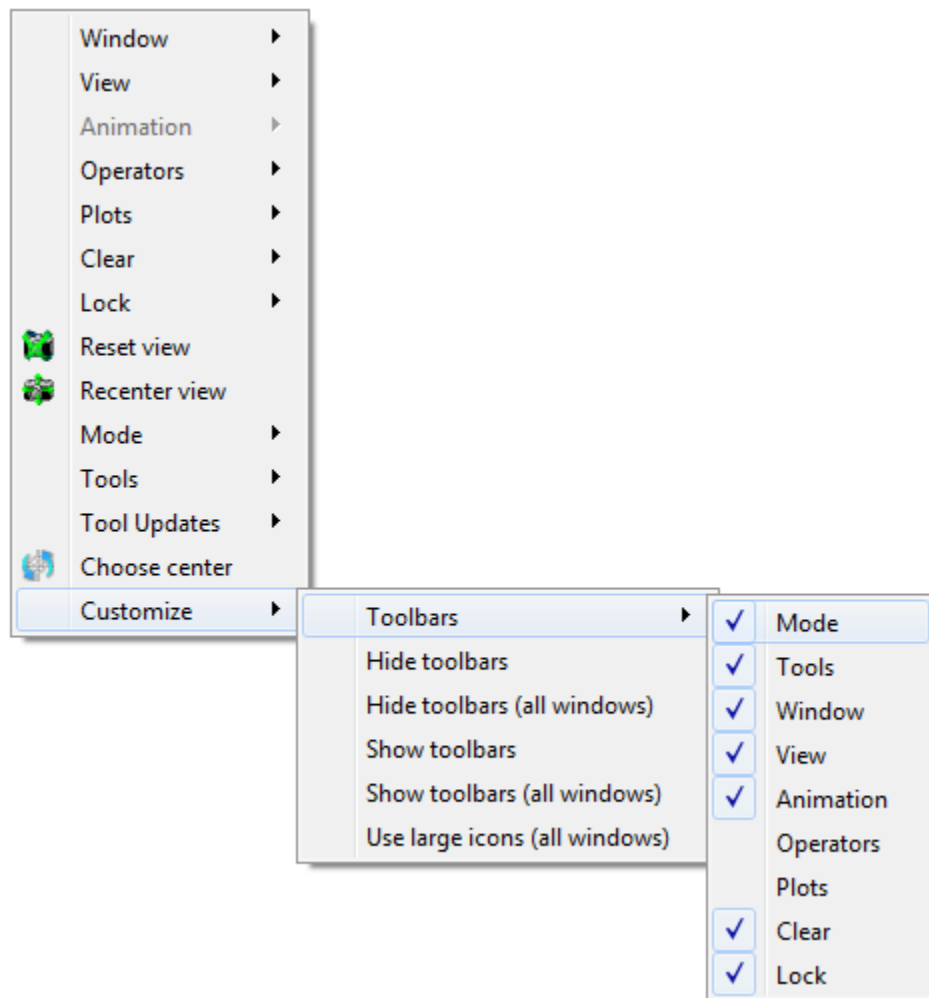 Window
View
Animation
Operators
Plots
Clear
Lock
Reset view
Recenter view
Mode
Tools
Tool Updates
Choose center
Customize
Toolbars
Hide toolbars
Hide toolbars (all windows)
Show toolbars
Show toolbars (all windows)
Use large icons (all windows)
Mode
Tools
Window
View
Animation
Operators
Plots
Clear
Lock